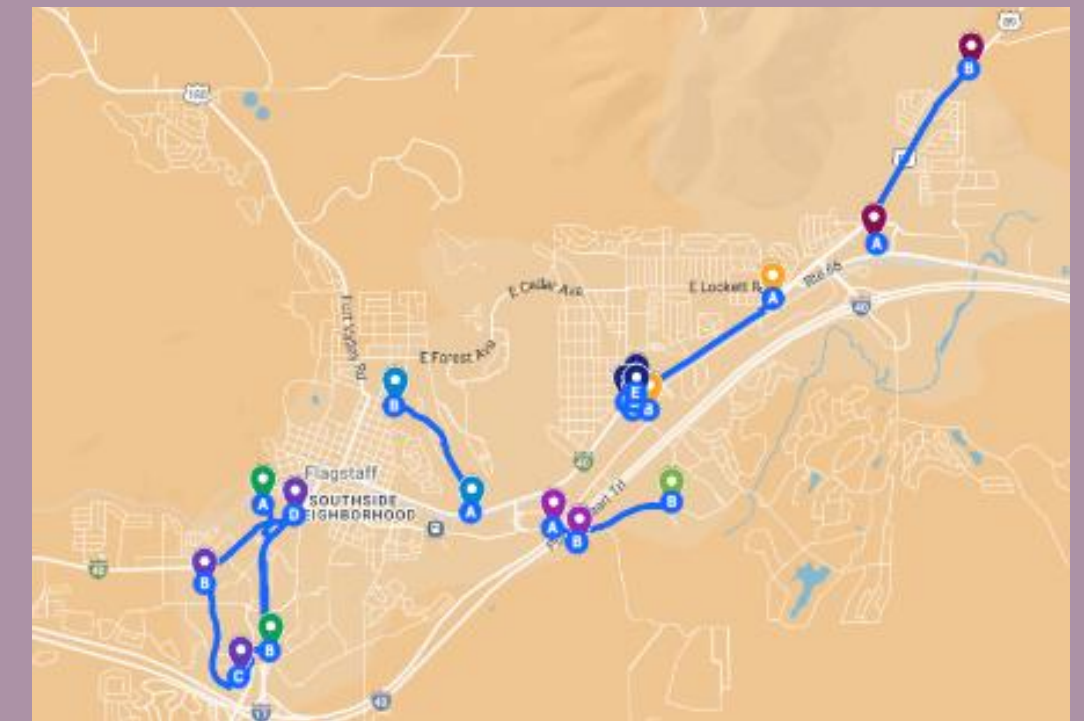 89
180
B
A
Rte 66
E Lockett R
A
40
E Cedar Ave
Fort Valley Rd
E Forest Ave
B
E
B
40
Flagstaff
A
SOUTHSIDE
D
EIGHBORHOOD
A
A
B
B
40
B
B
C
40
17